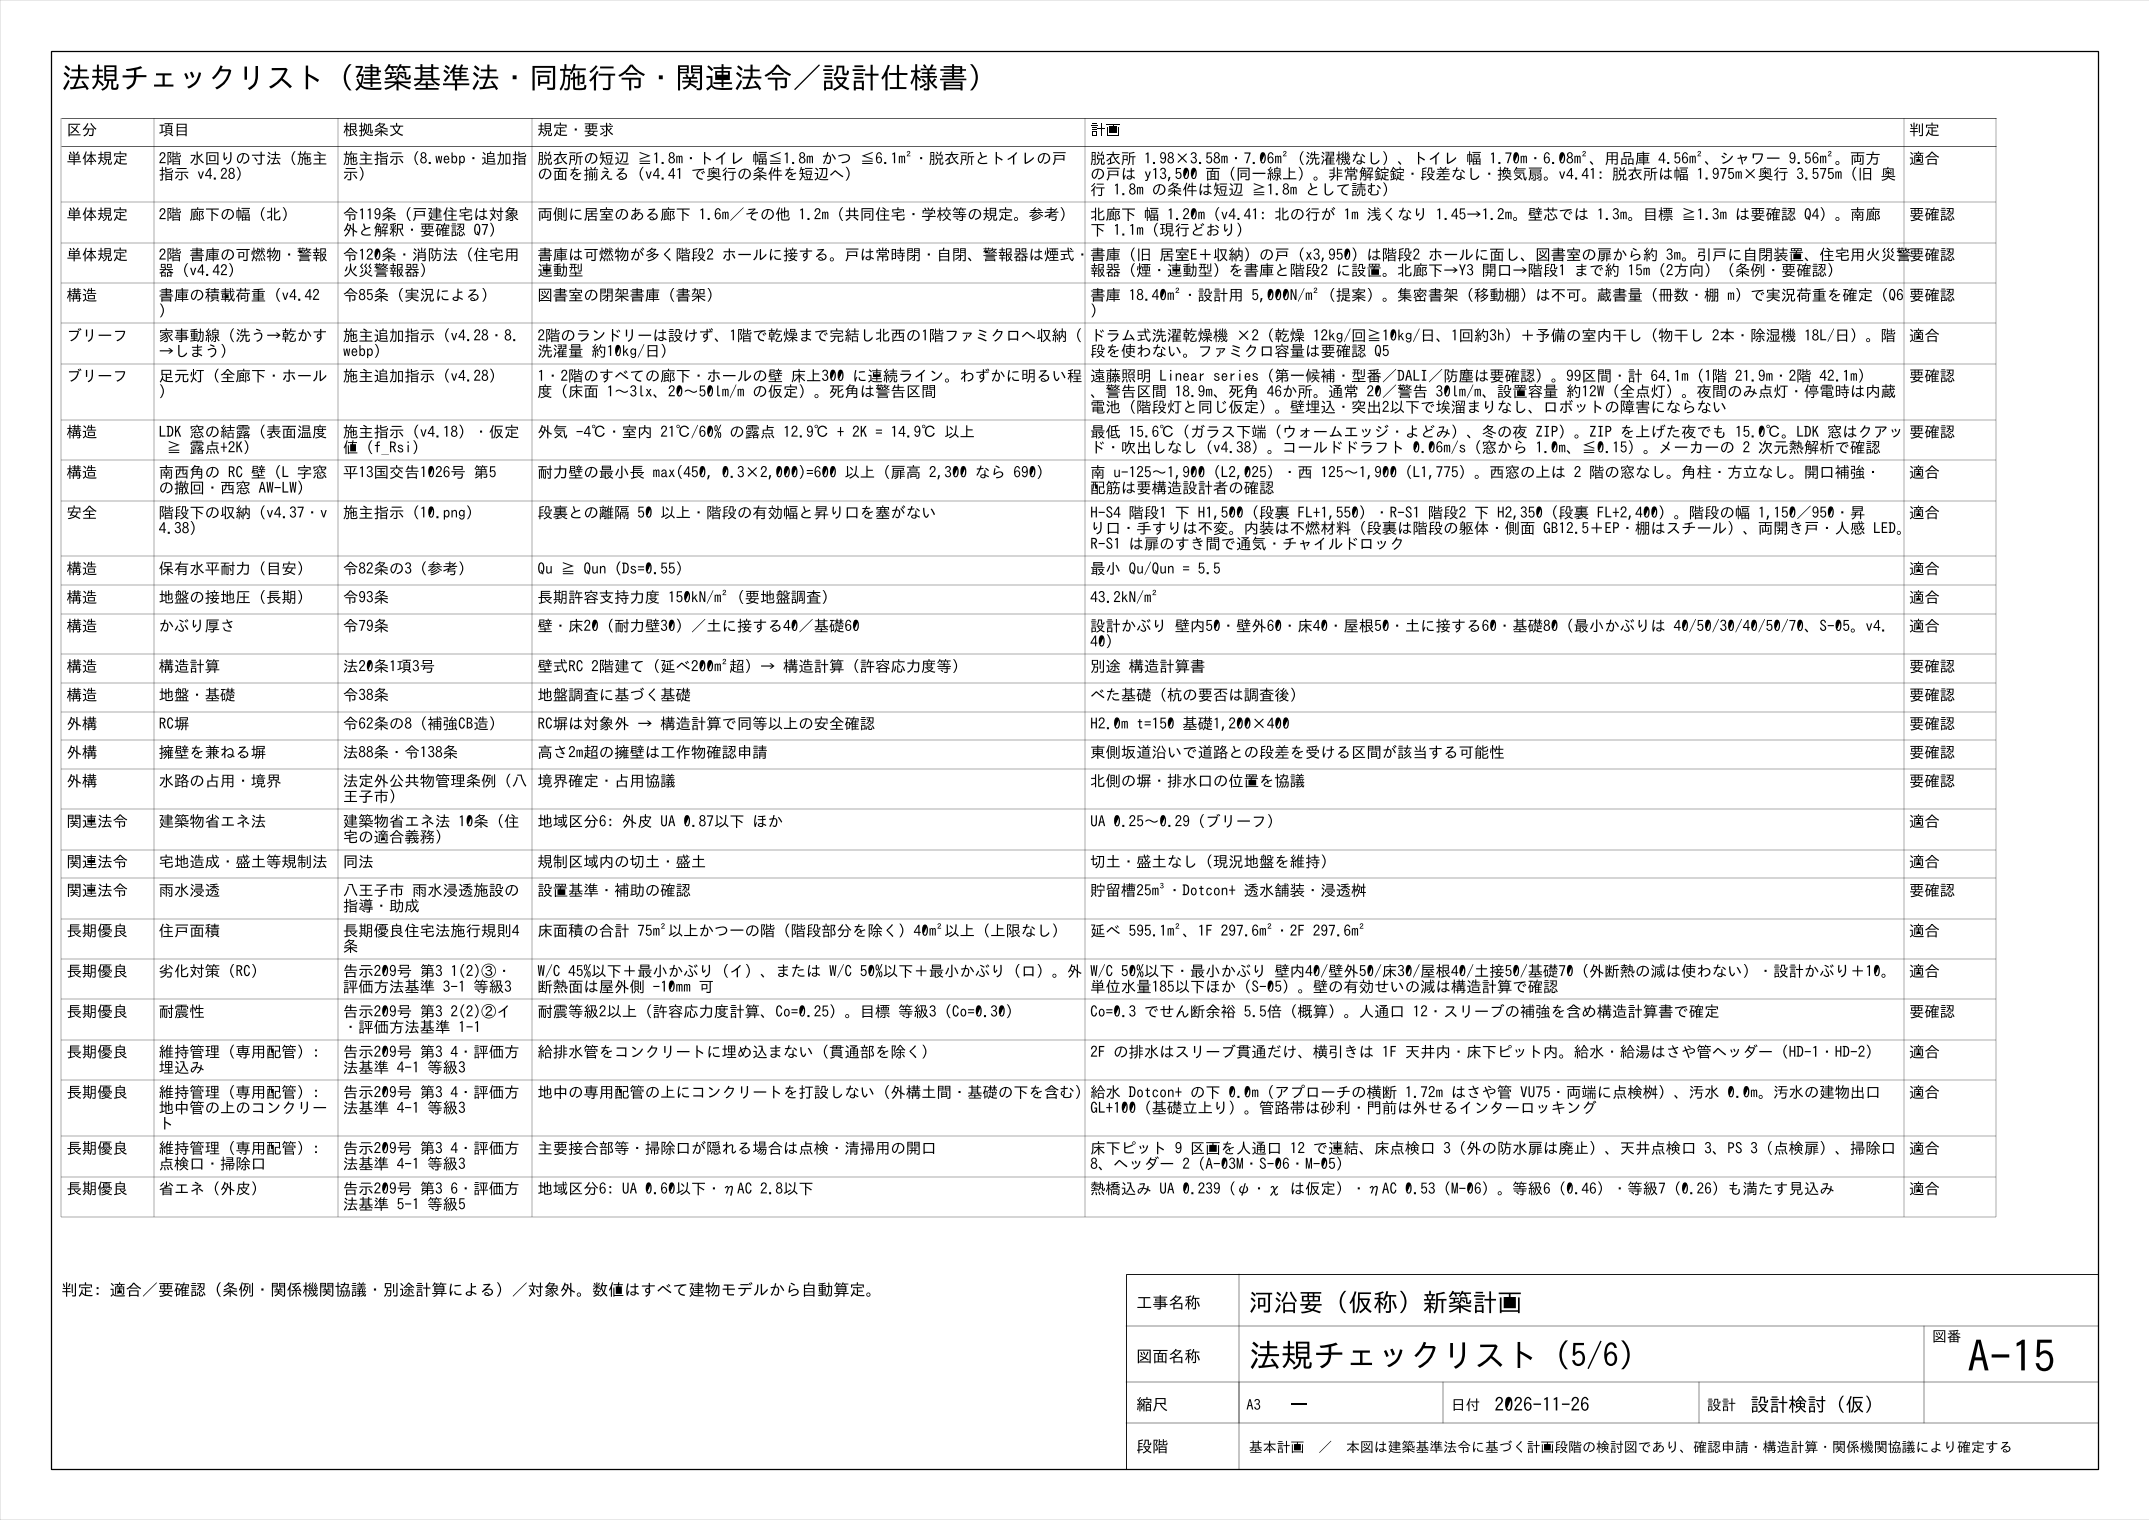 法規チェックリスト（建築基準法・同施行令・関連法令／設計仕様書）
区分 項目 根拠条文 規定・要求 計画 判定
単体規定 2階 水回りの寸法（施主 施主指示（8.webp・追加指 脱衣所の短辺 ≧1.8m・トイレ 幅≦1.8m かつ ≦6.1m²・脱衣所とトイレの戸 脱衣所 1.98×3.58m・7.06m²（洗濯機なし）、トイレ 幅 1.70m・6.08m²、用品庫 4.56m²、シャワー 9.56m²。両方 適合
指示 v4.28） 示） の面を揃える（v4.41 で奥行の条件を短辺へ） の戸は y13,500 面（同一線上）。非常解錠錠・段差なし・換気扇。v4.41: 脱衣所は幅 1.975m×奥行 3.575m（旧 奥
行 1.8m の条件は短辺 ≧1.8m として読む）
単体規定 2階 廊下の幅（北） 令119条（戸建住宅は対象 両側に居室のある廊下 1.6m／その他 1.2m（共同住宅・学校等の規定。参考） 北廊下 幅 1.20m（v4.41: 北の行が 1m 浅くなり 1.45→1.2m。壁芯では 1.3m。目標 ≧1.3m は要確認 Q4）。南廊 要確認
外と解釈・要確認 Q7） 下 1.1m（現行どおり）
単体規定 2階 書庫の可燃物・警報 令120条・消防法（住宅用 書庫は可燃物が多く階段2 ホールに接する。戸は常時閉・自閉、警報器は煙式・ 書庫（旧 居室E+収納）の戸（x3,950）は階段2 ホールに面し、図書室の扉から約 3m。引戸に自閉装置、住宅用火災警 要確認
器（v4.42） 火災警報器） 連動型 報器（煙・連動型）を書庫と階段2 に設置。北廊下→Y3 開口→階段1 まで約 15m（2方向）（条例・要確認）
構造 書庫の積載荷重（v4.42 令85条（実況による） 図書室の閉架書庫（書架） 書庫 18.40m²・設計用 5,000N/m²（提案）。集密書架（移動棚）は不可。蔵書量（冊数・棚 m）で実況荷重を確定（Q6 要確認
） ）
ブリーフ 家事動線（洗う→乾かす 施主追加指示（v4.28・8. 2階のランドリーは設けず、1階で乾燥まで完結し北西の1階ファミクロへ収納（ ドラム式洗濯乾燥機 ×2（乾燥 12kg/回≧10kg/日、1回約3h）＋予備の室内干し（物干し 2本・除湿機 18L/日）。階 適合
→しまう） webp） 洗濯量 約10kg/日） 段を使わない。ファミクロ容量は要確認 Q5
ブリーフ 足元灯（全廊下・ホール 施主追加指示（v4.28） 1・2階のすべての廊下・ホールの壁 床上300 に連続ライン。わずかに明るい程 遠藤照明 Linear series（第一候補・型番／DALI／防塵は要確認）。99区間・計 64.1m（1階 21.9m・2階 42.1m） 要確認
） 度（床面 1〜3lx、20〜50lm/m の仮定）。死角は警告区間 、警告区間 18.9m、死角 46か所。通常 20／警告 30lm/m、設置容量 約12W（全点灯）。夜間のみ点灯・停電時は内蔵
電池（階段灯と同じ仮定）。壁埋込・突出2以下で埃溜まりなし、ロボットの障害にならない
構造 LDK 窓の結露（表面温度 施主指示（v4.18）・仮定 外気 -4℃・室内 21℃/60% の露点 12.9℃ + 2K = 14.9℃ 以上 最低 15.6℃（ガラス下端（ウォームエッジ・よどみ）、冬の夜 ZIP）。ZIP を上げた夜でも 15.0℃。LDK 窓はクアッ 要確認
≧ 露点+2K） 値（f_Rsi） ド・吹出しなし（v4.38）。コールドドラフト 0.06m/s（窓から 1.0m、≦0.15）。メーカーの 2 次元熱解析で確認
構造 南西角の RC 壁（L 字窓 平13国交告1026号 第5 耐力壁の最小長 max(450, 0.3×2,000)=600 以上（扉高 2,300 なら 690） 南 u-125〜1,900（L2,025）・西 125〜1,900（L1,775）。西窓の上は 2 階の窓なし。角柱・方立なし。開口補強・ 適合
の撤回・西窓 AW-LW） 配筋は要構造設計者の確認
安全 階段下の収納（v4.37・v 施主指示（10.png） 段裏との離隔 50 以上・階段の有効幅と昇り口を塞がない H-S4 階段1 下 H1,500（段裏 FL+1,550）・R-S1 階段2 下 H2,350（段裏 FL+2,400）。階段の幅 1,150／950・昇 適合
4.38） り口・手すりは不変。内装は不燃材料（段裏は階段の躯体・側面 GB12.5+EP・棚はスチール）、両開き戸・人感 LED。
R-S1 は扉のすき間で通気・チャイルドロック
構造 保有水平耐力（目安） 令82条の3（参考） Qu ≧ Qun（Ds=0.55） 最小 Qu/Qun = 5.5 適合
構造 地盤の接地圧（長期） 令93条 長期許容支持力度 150kN/m²（要地盤調査） 43.2kN/m² 適合
構造 かぶり厚さ 令79条 壁・床20（耐力壁30）／土に接する40／基礎60 設計かぶり 壁内50・壁外60・床40・屋根50・土に接する60・基礎80（最小かぶりは 40/50/30/40/50/70、S-05。v4. 適合
40）
構造 構造計算 法20条1項3号 壁式RC 2階建て（延べ200m²超）→ 構造計算（許容応力度等） 別途 構造計算書 要確認
構造 地盤・基礎 令38条 地盤調査に基づく基礎 べた基礎（杭の要否は調査後） 要確認
外構 RC塀 令62条の8（補強CB造） RC塀は対象外 → 構造計算で同等以上の安全確認 H2.0m t=150 基礎1,200×400 要確認
外構 擁壁を兼ねる塀 法88条・令138条 高さ2m超の擁壁は工作物確認申請 東側坂道沿いで道路との段差を受ける区間が該当する可能性 要確認
外構 水路の占用・境界 法定外公共物管理条例（八 境界確定・占用協議 北側の塀・排水口の位置を協議 要確認
王子市）
関連法令 建築物省エネ法 建築物省エネ法 10条（住 地域区分6: 外皮 UA 0.87以下 ほか UA 0.25〜0.29（ブリーフ） 適合
宅の適合義務）
関連法令 宅地造成・盛土等規制法 同法 規制区域内の切土・盛土 切土・盛土なし（現況地盤を維持） 適合
関連法令 雨水浸透 八王子市 雨水浸透施設の 設置基準・補助の確認 貯留槽25m³・Dotcon+ 透水舗装・浸透桝 要確認
指導・助成
長期優良 住戸面積 長期優良住宅法施行規則4 床面積の合計 75m²以上かつ一の階（階段部分を除く）40m²以上（上限なし） 延べ 595.1m²、1F 297.6m²・2F 297.6m² 適合
条
長期優良 劣化対策（RC） 告示209号 第3 1(2)③・ W/C 45%以下＋最小かぶり（イ）、または W/C 50%以下＋最小かぶり（ロ）。外 W/C 50%以下・最小かぶり 壁内40/壁外50/床30/屋根40/土接50/基礎70（外断熱の減は使わない）・設計かぶり＋10。 適合
評価方法基準 3-1 等級3 断熱面は屋外側 -10mm 可 単位水量185以下ほか（S-05）。壁の有効せいの減は構造計算で確認
長期優良 耐震性 告示209号 第3 2(2)②イ 耐震等級2以上（許容応力度計算、Co=0.25）。目標 等級3（Co=0.30） Co=0.3 でせん断余裕 5.5倍（概算）。人通口 12・スリーブの補強を含め構造計算書で確定 要確認
・評価方法基準 1-1
長期優良 維持管理（専用配管）: 告示209号 第3 4・評価方 給排水管をコンクリートに埋め込まない（貫通部を除く） 2F の排水はスリーブ貫通だけ、横引きは 1F 天井内・床下ピット内。給水・給湯はさや管ヘッダー（HD-1・HD-2） 適合
埋込み 法基準 4-1 等級3
長期優良 維持管理（専用配管）: 告示209号 第3 4・評価方 地中の専用配管の上にコンクリートを打設しない（外構土間・基礎の下を含む） 給水 Dotcon+ の下 0.0m（アプローチの横断 1.72m はさや管 VU75・両端に点検桝）、汚水 0.0m。汚水の建物出口 適合
地中管の上のコンクリー 法基準 4-1 等級3 GL+100（基礎立上り）。管路帯は砂利・門前は外せるインターロッキング
ト
長期優良 維持管理（専用配管）: 告示209号 第3 4・評価方 主要接合部等・掃除口が隠れる場合は点検・清掃用の開口 床下ピット 9 区画を人通口 12 で連結、床点検口 3（外の防水扉は廃止）、天井点検口 3、PS 3（点検扉）、掃除口 適合
点検口・掃除口 法基準 4-1 等級3 8、ヘッダー 2（A-03M・S-06・M-05）
長期優良 省エネ（外皮） 告示209号 第3 6・評価方 地域区分6: UA 0.60以下・ηAC 2.8以下 熱橋込み UA 0.239（ψ・χ は仮定）・ηAC 0.53（M-06）。等級6（0.46）・等級7（0.26）も満たす見込み 適合
法基準 5-1 等級5
判定: 適合／要確認（条例・関係機関協議・別途計算による）／対象外。数値はすべて建物モデルから自動算定。
工事名称 河沿要（仮称）新築計画
図面名称 法規チェックリスト（5/6） 図番 A-15
縮尺 A3 — 日付 2026-11-26 設計 設計検討（仮）
段階 基本計画 ／ 本図は建築基準法令に基づく計画段階の検討図であり、確認申請・構造計算・関係機関協議により確定する